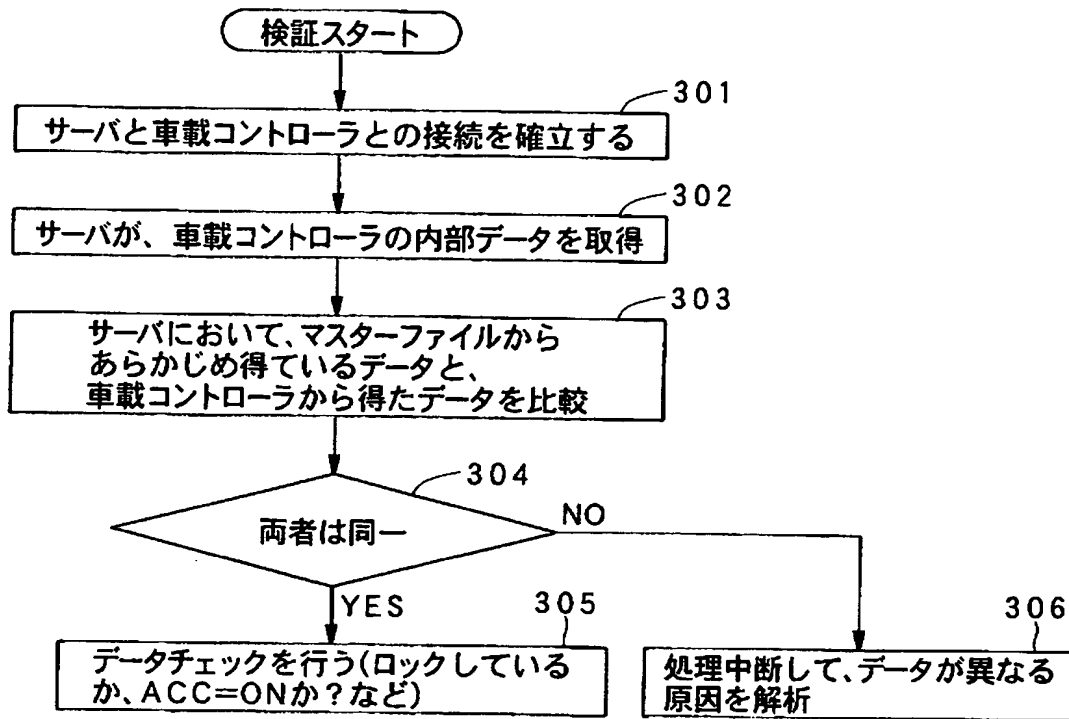 検証スタート
301
サーバと車載コントローラとの接続を確立する
302
サーバが、車載コントローラの内部データを取得
303
サーバにおいて、マスターファイルから
あらかじめ得ているデータと、
車載コントローラから得たデータを比較
304
両者は同一
NO
YES
305
データチェックを行う(ロックしている
か、ACC=ONか?など)
306
処理中断して、データが異なる
原因を解析